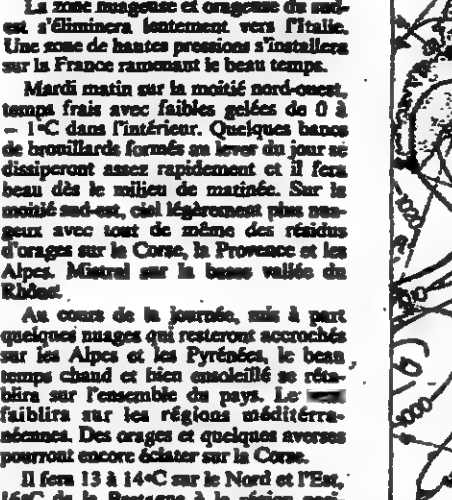 La zone nuageuse et orageuse du sud-
est s'éliminera lentement vers l'Italie.
Une zone de hautes pressions s'installera
sur la France ramenant le beau temps.
Mardi matin sur la moitié nord-ouest,
temps frais avec faibles gelées de 0 à
– 1°C dans l'intérieur. Quelques bancs
de brouillards formés au lever du jour se
dissiperont assez rapidement et il fera
beau dès le milieu de matinée. Sur la
moitié sud-est, ciel légèrement plus nua-
geux avec tout de même des résidus
d'orages sur la Corse, la Provence et les
Alpes. Mistral sur la basse vallée du
Rhône.
Au cours de la journée, mis à part
quelques nuages qui resteront accrochés
sur les Alpes et les Pyrénées, le beau
temps chaud et bien ensoleillé se réta-
blira sur l'ensemble du pays. Le
faiblira sur les régions méditerra-
néennes. Des orages et quelques averses
pourront encore éclater sur la Corse.
Il fera 13 à 14°C sur le Nord et l'Est,
16°C de la Bretagne à la région
1000
1000